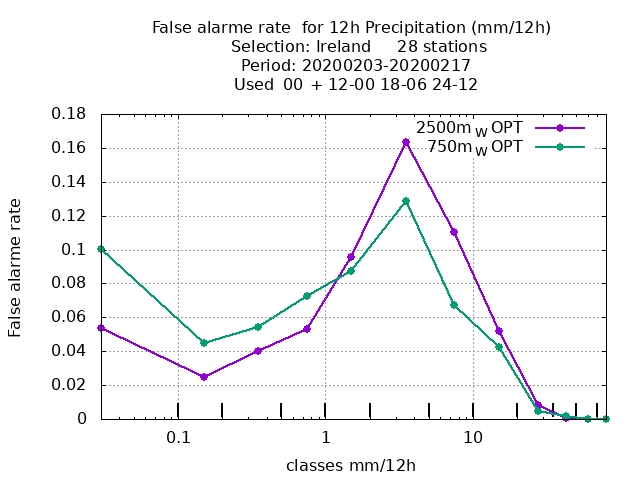 False alarme rate  for 12h Precipitation (mm/12h)
Selection: Ireland     28 stations
Period: 20200203-20200217
Used  00  + 12-00 18-06 24-12
2500m W OPT
750m W OPT
0.18
0.16
0.14
0.12
0.1
0.08
0.06
0.04
0.02
0
False alarme rate
0.1
1
10
classes mm/12h